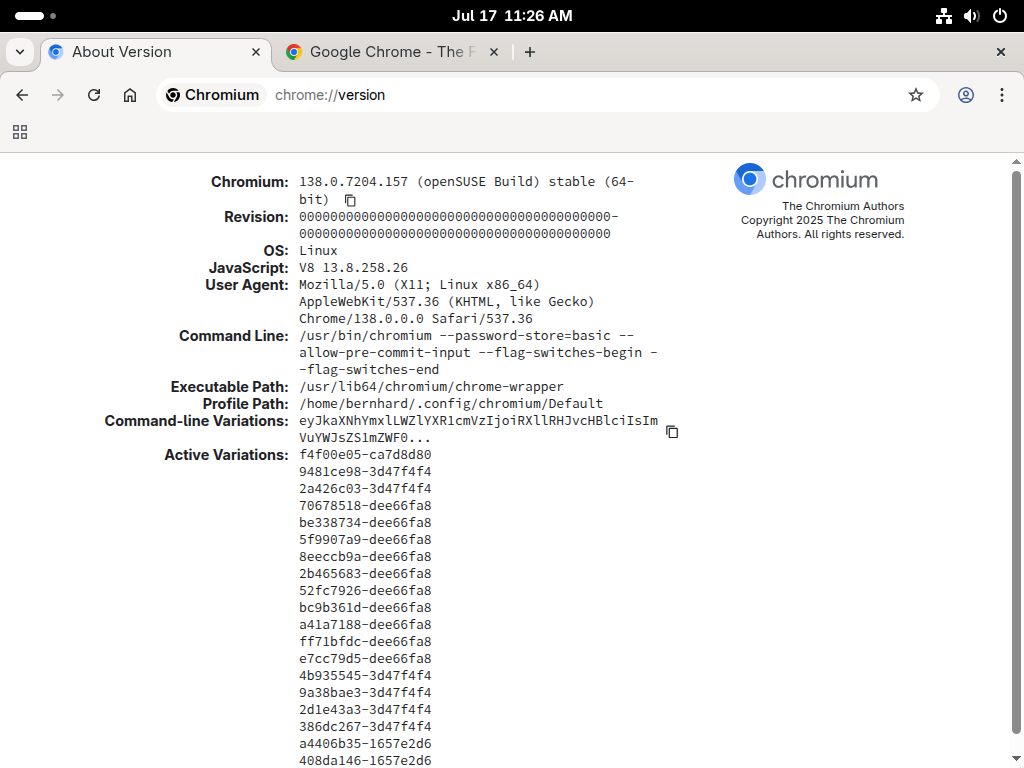 Jul 17 11:26 AM
About Version
Google Chrome - The F
Chromium
chrome://version
chromium
The Chromium Authors
Copyright 2025 The Chromium
Authors. All rights reserved.
Chromium: 138.0.7204.157 (openSUSE Build) stable (64-
bit)
Revision: 0000000000000000000000000000000000000000-
0000000000000000000000000000000000000000
OS: Linux
JavaScript: V8 13.8.258.26
User Agent: Mozilla/5.0 (X11; Linux x86_64)
AppleWebKit/537.36 (KHTML, like Gecko)
Chrome/138.0.0.0 Safari/537.36
Command Line: /usr/bin/chromium --password-store=basic --
allow-pre-commit-input --flag-switches-begin -
-flag-switches-end
Executable Path: /usr/lib64/chromium/chrome-wrapper
Profile Path: /home/bernhard/.config/chromium/Default
Command-line Variations: eyJkaXNhYmxlLWZlYXR1cmVzIjoiRXllRHJvcHBlciIsIm
VuYWJsZS1mZWF0...
Active Variations: f4f00e05-ca7d8d80
9481ce98-3d47f4f4
2a426c03-3d47f4f4
70678518-dee66fa8
be338734-dee66fa8
5f9907a9-dee66fa8
8eeccb9a-dee66fa8
2b465683-dee66fa8
52fc7926-dee66fa8
bc9b361d-dee66fa8
a41a7188-dee66fa8
ff71bfdc-dee66fa8
e7cc79d5-dee66fa8
4b935545-3d47f4f4
9a38bae3-3d47f4f4
2d1e43a3-3d47f4f4
386dc267-3d47f4f4
a4406b35-1657e2d6
408da146-1657e2d6